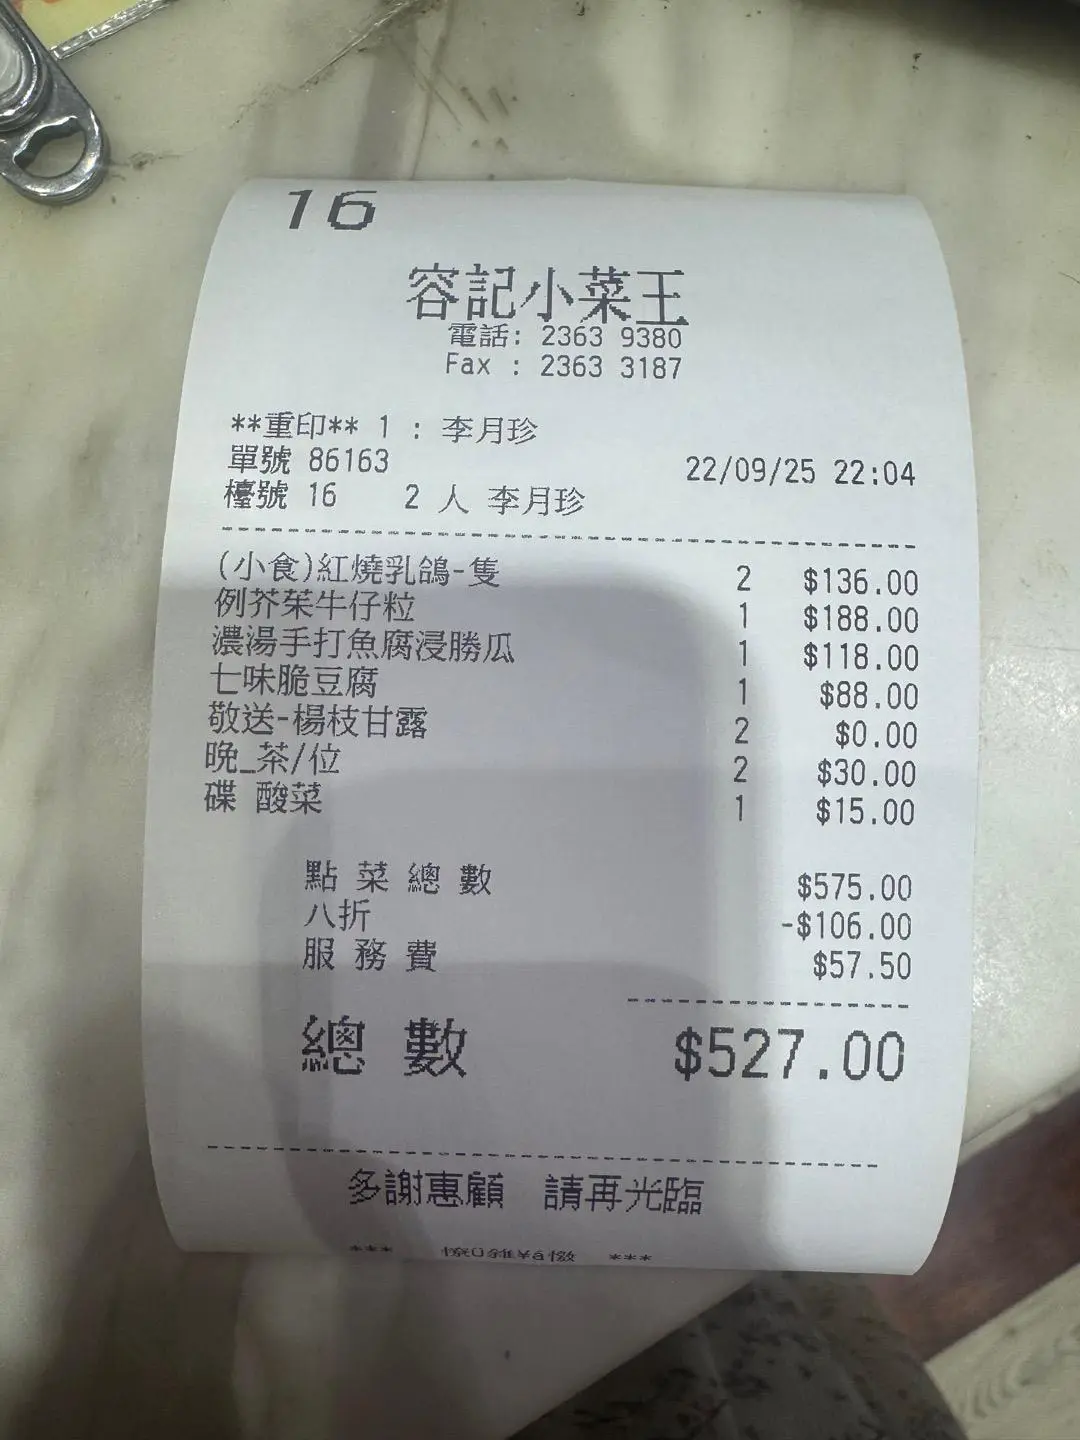 16
容記小菜王
電話: 2363 9380
Fax : 2363 3187
**重印** 1 : 李月珍
單號 86163 22/09/25 22:04
檯號 16 2 人 李月珍
(小食)紅燒乳鴿-隻 2 $136.00
例芥茱牛仔粒 1 $188.00
濃湯手打魚腐浸勝瓜 1 $118.00
七味脆豆腐 1 $88.00
敬送-楊枝甘露 2 $0.00
晚_茶/位 2 $30.00
碟 酸菜 1 $15.00
點菜總數 $575.00
八折 -$106.00
服務費 $57.50
總數 $527.00
多謝惠顧 請再光臨
*** ***